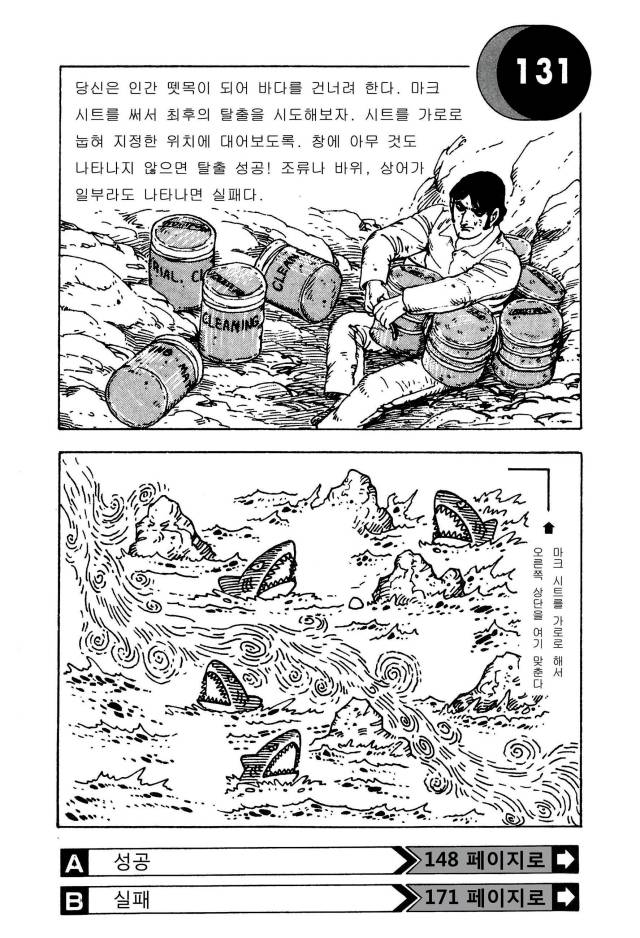 131
당신은 인간 뗏목이 되어 바다를 건너려 한다. 마크
시트를 써서 최후의 탈출을 시도해보자. 시트를 가로로
눕혀 지정한 위치에 대어보도록. 창에 아무 것도
나타나지 않으면 탈출 성공! 조류나 바위, 상어가
일부라도 나타나면 실패다.
RIAL. CL
CLEAN
CLEANING
마크 시트를 가로로 해서
오른쪽 상단을 여기 맞춘다
A 성공 148 페이지로
B 실패 171 페이지로